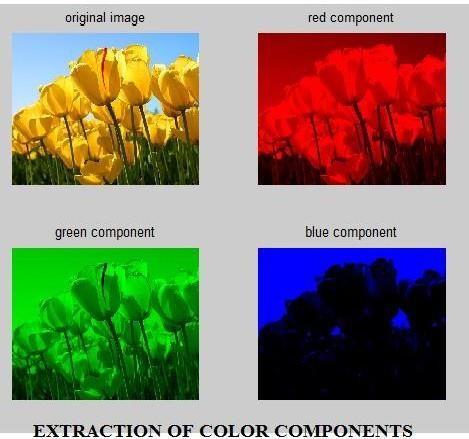 original image
red component
green component
blue component
EXTRACTION OF COLOR COMPONENTS